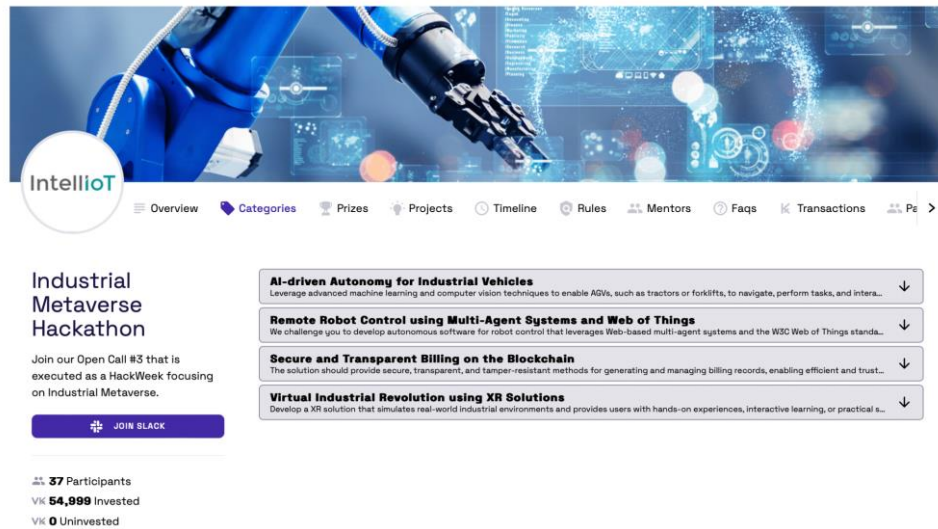 IntellIoT
Overview
Categories
Prizes
Projects
Timeline
Rules
Mentors
Faqs
Transactions
Pa
Industrial
Metaverse
Hackathon
Join our Open Call #3 that is
executed as a HackWeek focusing
on Industrial Metaverse.
JOIN SLACK
37 Participants
VK 54,999 Invested
VK 0 Uninvested
AI-driven Autonomy for Industrial Vehicles
Leverage advanced machine learning and computer vision techniques to enable AGVs, such as tractors or forklifts, to navigate, perform tasks, and intera...
Remote Robot Control using Multi-Agent Systems and Web of Things
We challenge you to develop autonomous software for robot control that leverages Web-based multi-agent systems and the W3C Web of Things standa...
Secure and Transparent Billing on the Blockchain
The solution should provide secure, transparent, and tamper-resistant methods for generating and managing billing records, enabling efficient and trust...
Virtual Industrial Revolution using XR Solutions
Develop a XR solution that simulates real-world industrial environments and provides users with hands-on experiences, interactive learning, or practical s...